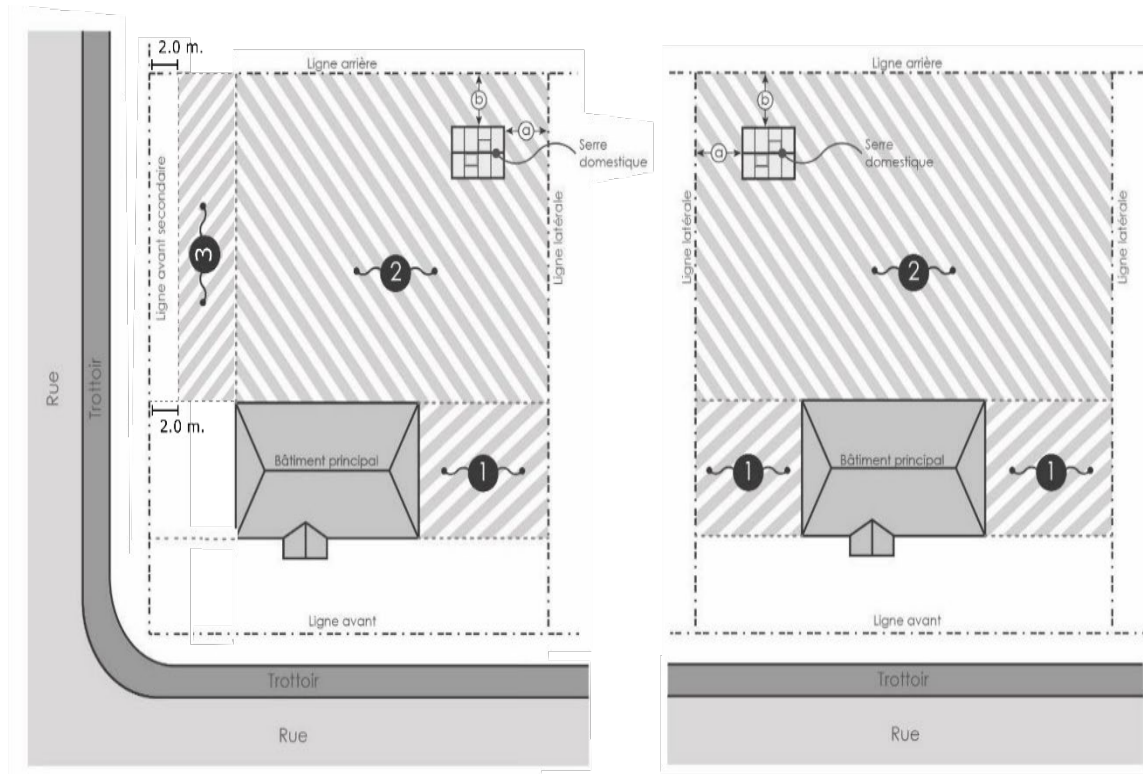 2.0 m.
Ligne arrière
b
a
Serre
domestique
Ligne avant secondaire
3
2
Ligne latérale
2.0 m.
Bâtiment principal
1
Ligne avant
Rue
Trottoir
Trottoir
Rue
Ligne arrière
b
a
Serre
domestique
Ligne latérale
2
Ligne latérale
1
Bâtiment principal
1
Ligne avant
Trottoir
Rue